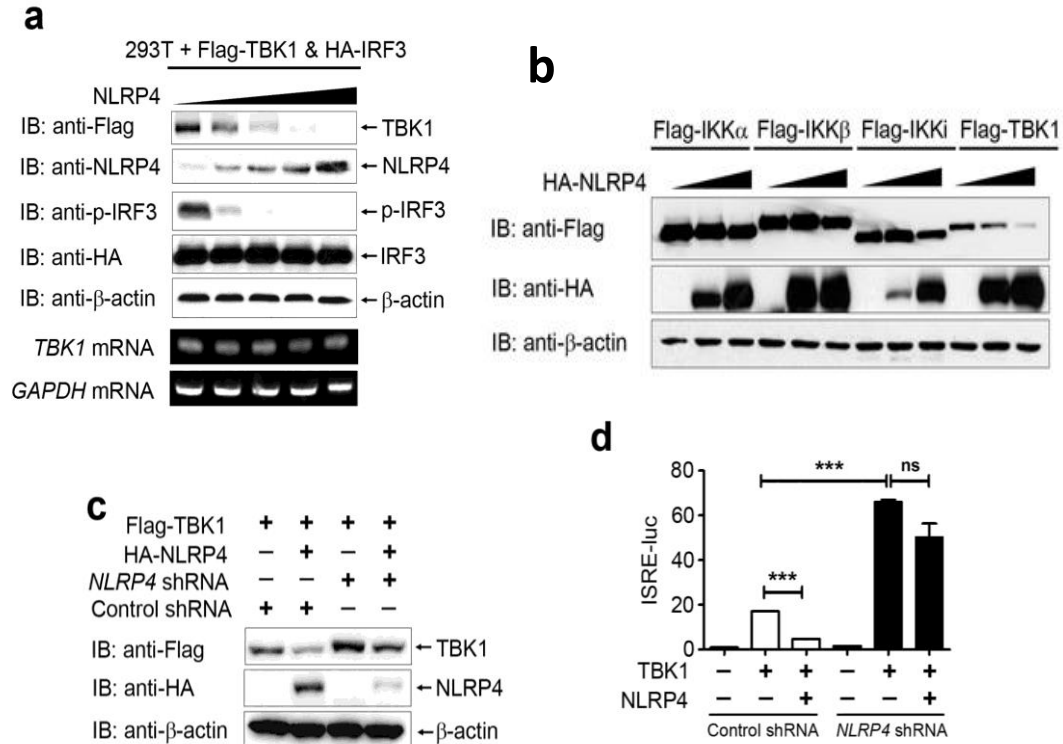 a
293T + Flag-TBK1 & HA-IRF3
NLRP4
IB: anti-Flag ← TBK1
IB: anti-NLRP4 ← NLRP4
IB: anti-p-IRF3 ← p-IRF3
IB: anti-HA ← IRF3
IB: anti-β-actin ← β-actin
TBK1 mRNA
GAPDH mRNA
b
Flag-IKKα Flag-IKKβ Flag-IKKi Flag-TBK1
HA-NLRP4
IB: anti-Flag
IB: anti-HA
IB: anti-β-actin
c
Flag-TBK1 + + + +
HA-NLRP4 − + − +
NLRP4 shRNA − − + +
Control shRNA + + − −
IB: anti-Flag ← TBK1
IB: anti-HA ← NLRP4
IB: anti-β-actin ← β-actin
d
ISRE-luc
80
60
40
20
0
*** ns
***
TBK1 − + + − + +
NLRP4 − − + − − +
Control shRNA NLRP4 shRNA